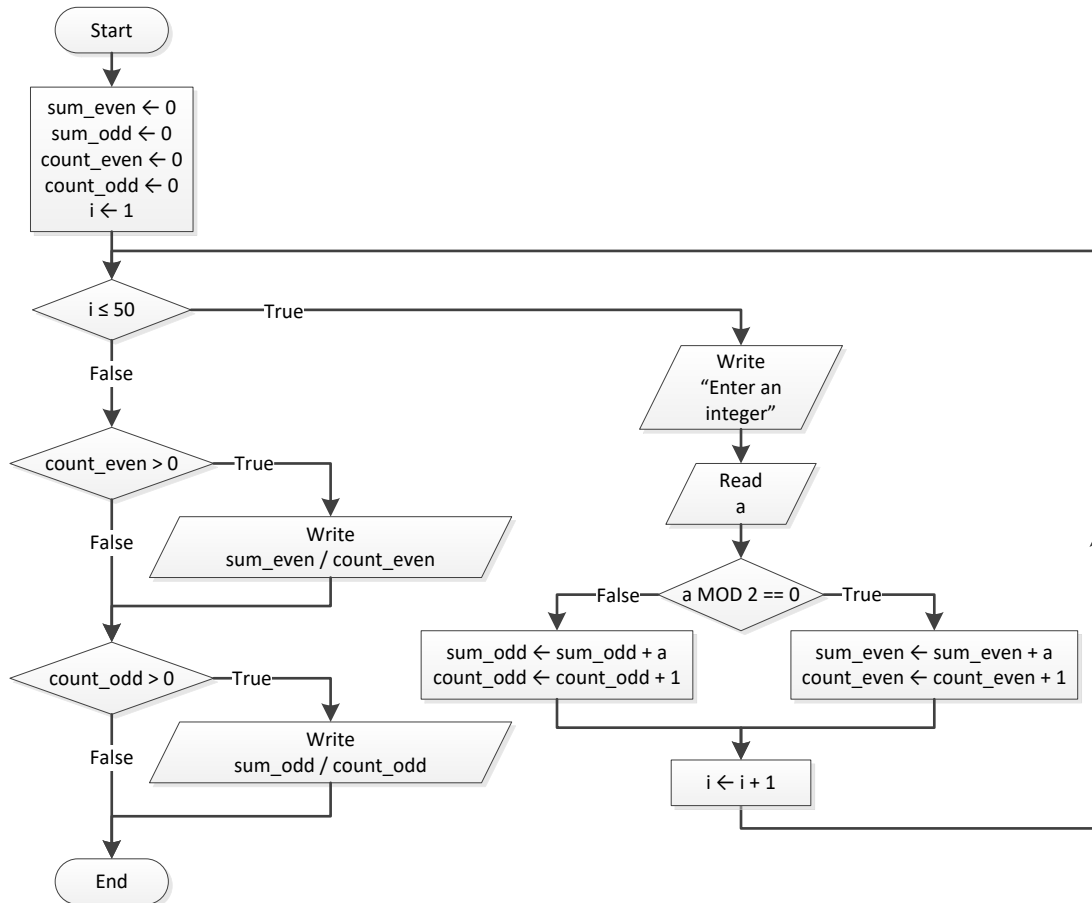 Start
sum_even ← 0
sum_odd ← 0
count_even ← 0
count_odd ← 0
i ← 1
i ≤ 50
True
False
Write
“Enter an
integer”
Read
a
a MOD 2 == 0
False
True
sum_odd ← sum_odd + a
count_odd ← count_odd + 1
sum_even ← sum_even + a
count_even ← count_even + 1
i ← i + 1
count_even > 0
True
False
Write
sum_even / count_even
count_odd > 0
True
False
Write
sum_odd / count_odd
End